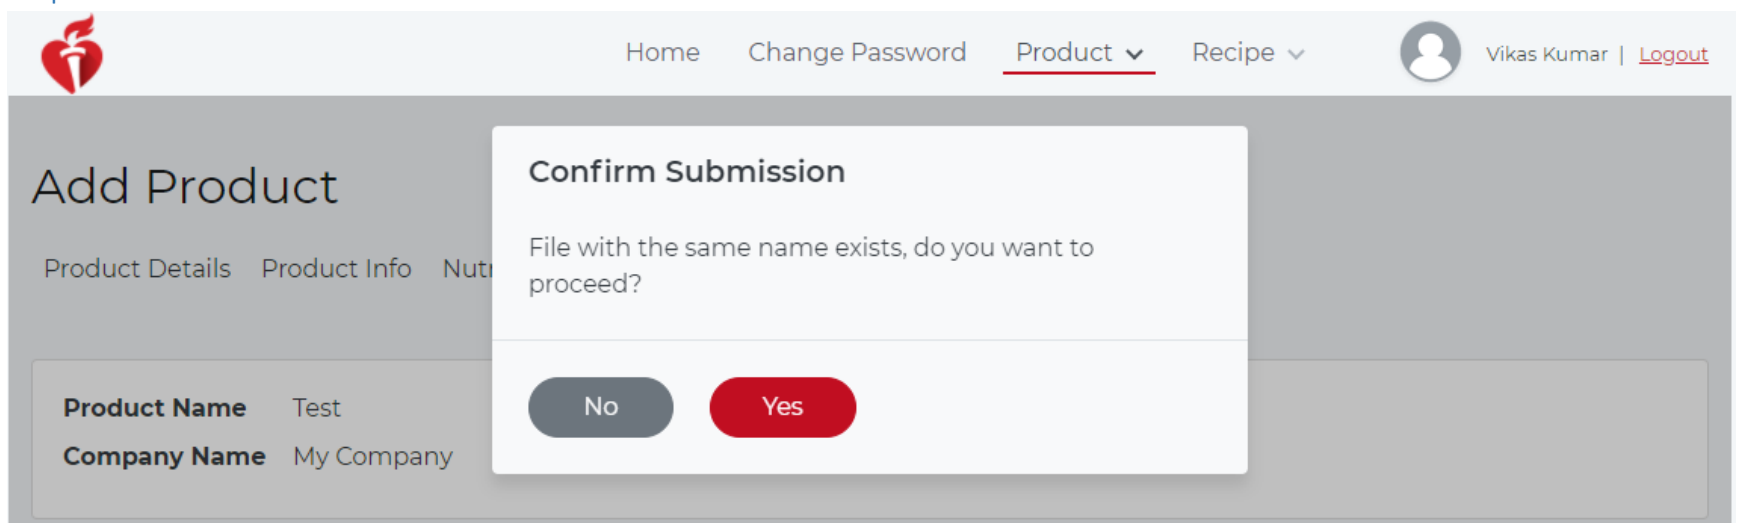 Home Change Password Product Recipe Vikas Kumar | Logout
Confirm Submission
Add Product
File with the same name exists, do you want to
proceed?
Product Details Product Info
No Yes
Product Name Test
Company Name My Company